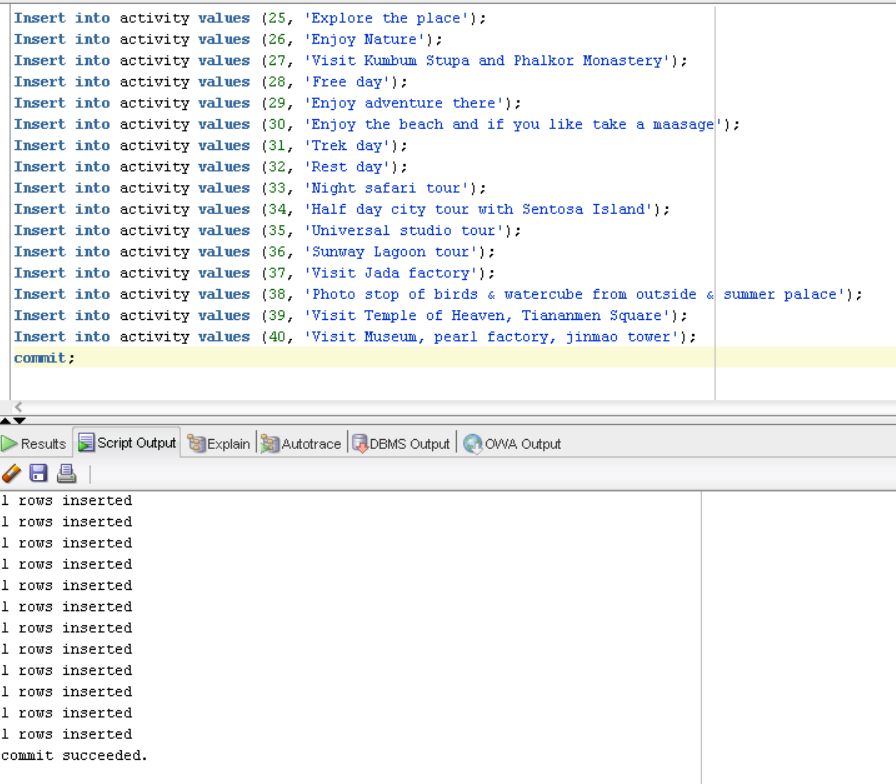 Insert into activity values (25, 'Explore the place');
Insert into activity values (26, 'Enjoy Nature');
Insert into activity values (27, 'Visit Kumbum Stupa and Phalkor Monastery');
Insert into activity values (28, 'Free day');
Insert into activity values (29, 'Enjoy adventure there');
Insert into activity values (30, 'Enjoy the beach and if you like take a maasage');
Insert into activity values (31, 'Trek day');
Insert into activity values (32, 'Rest day');
Insert into activity values (33, 'Night safari tour');
Insert into activity values (34, 'Half day city tour with Sentosa Island');
Insert into activity values (35, 'Universal studio tour');
Insert into activity values (36, 'Sunway Lagoon tour');
Insert into activity values (37, 'Visit Jada factory');
Insert into activity values (38, 'Photo stop of birds & watercube from outside & summer palace');
Insert into activity values (39, 'Visit Temple of Heaven, Tiananmen Square');
Insert into activity values (40, 'Visit Museum, pearl factory, jinmao tower');
commit;
Results Script Output Explain Autotrace DBMS Output OWA Output
1 rows inserted
1 rows inserted
1 rows inserted
1 rows inserted
1 rows inserted
1 rows inserted
1 rows inserted
1 rows inserted
1 rows inserted
1 rows inserted
1 rows inserted
1 rows inserted
commit succeeded.